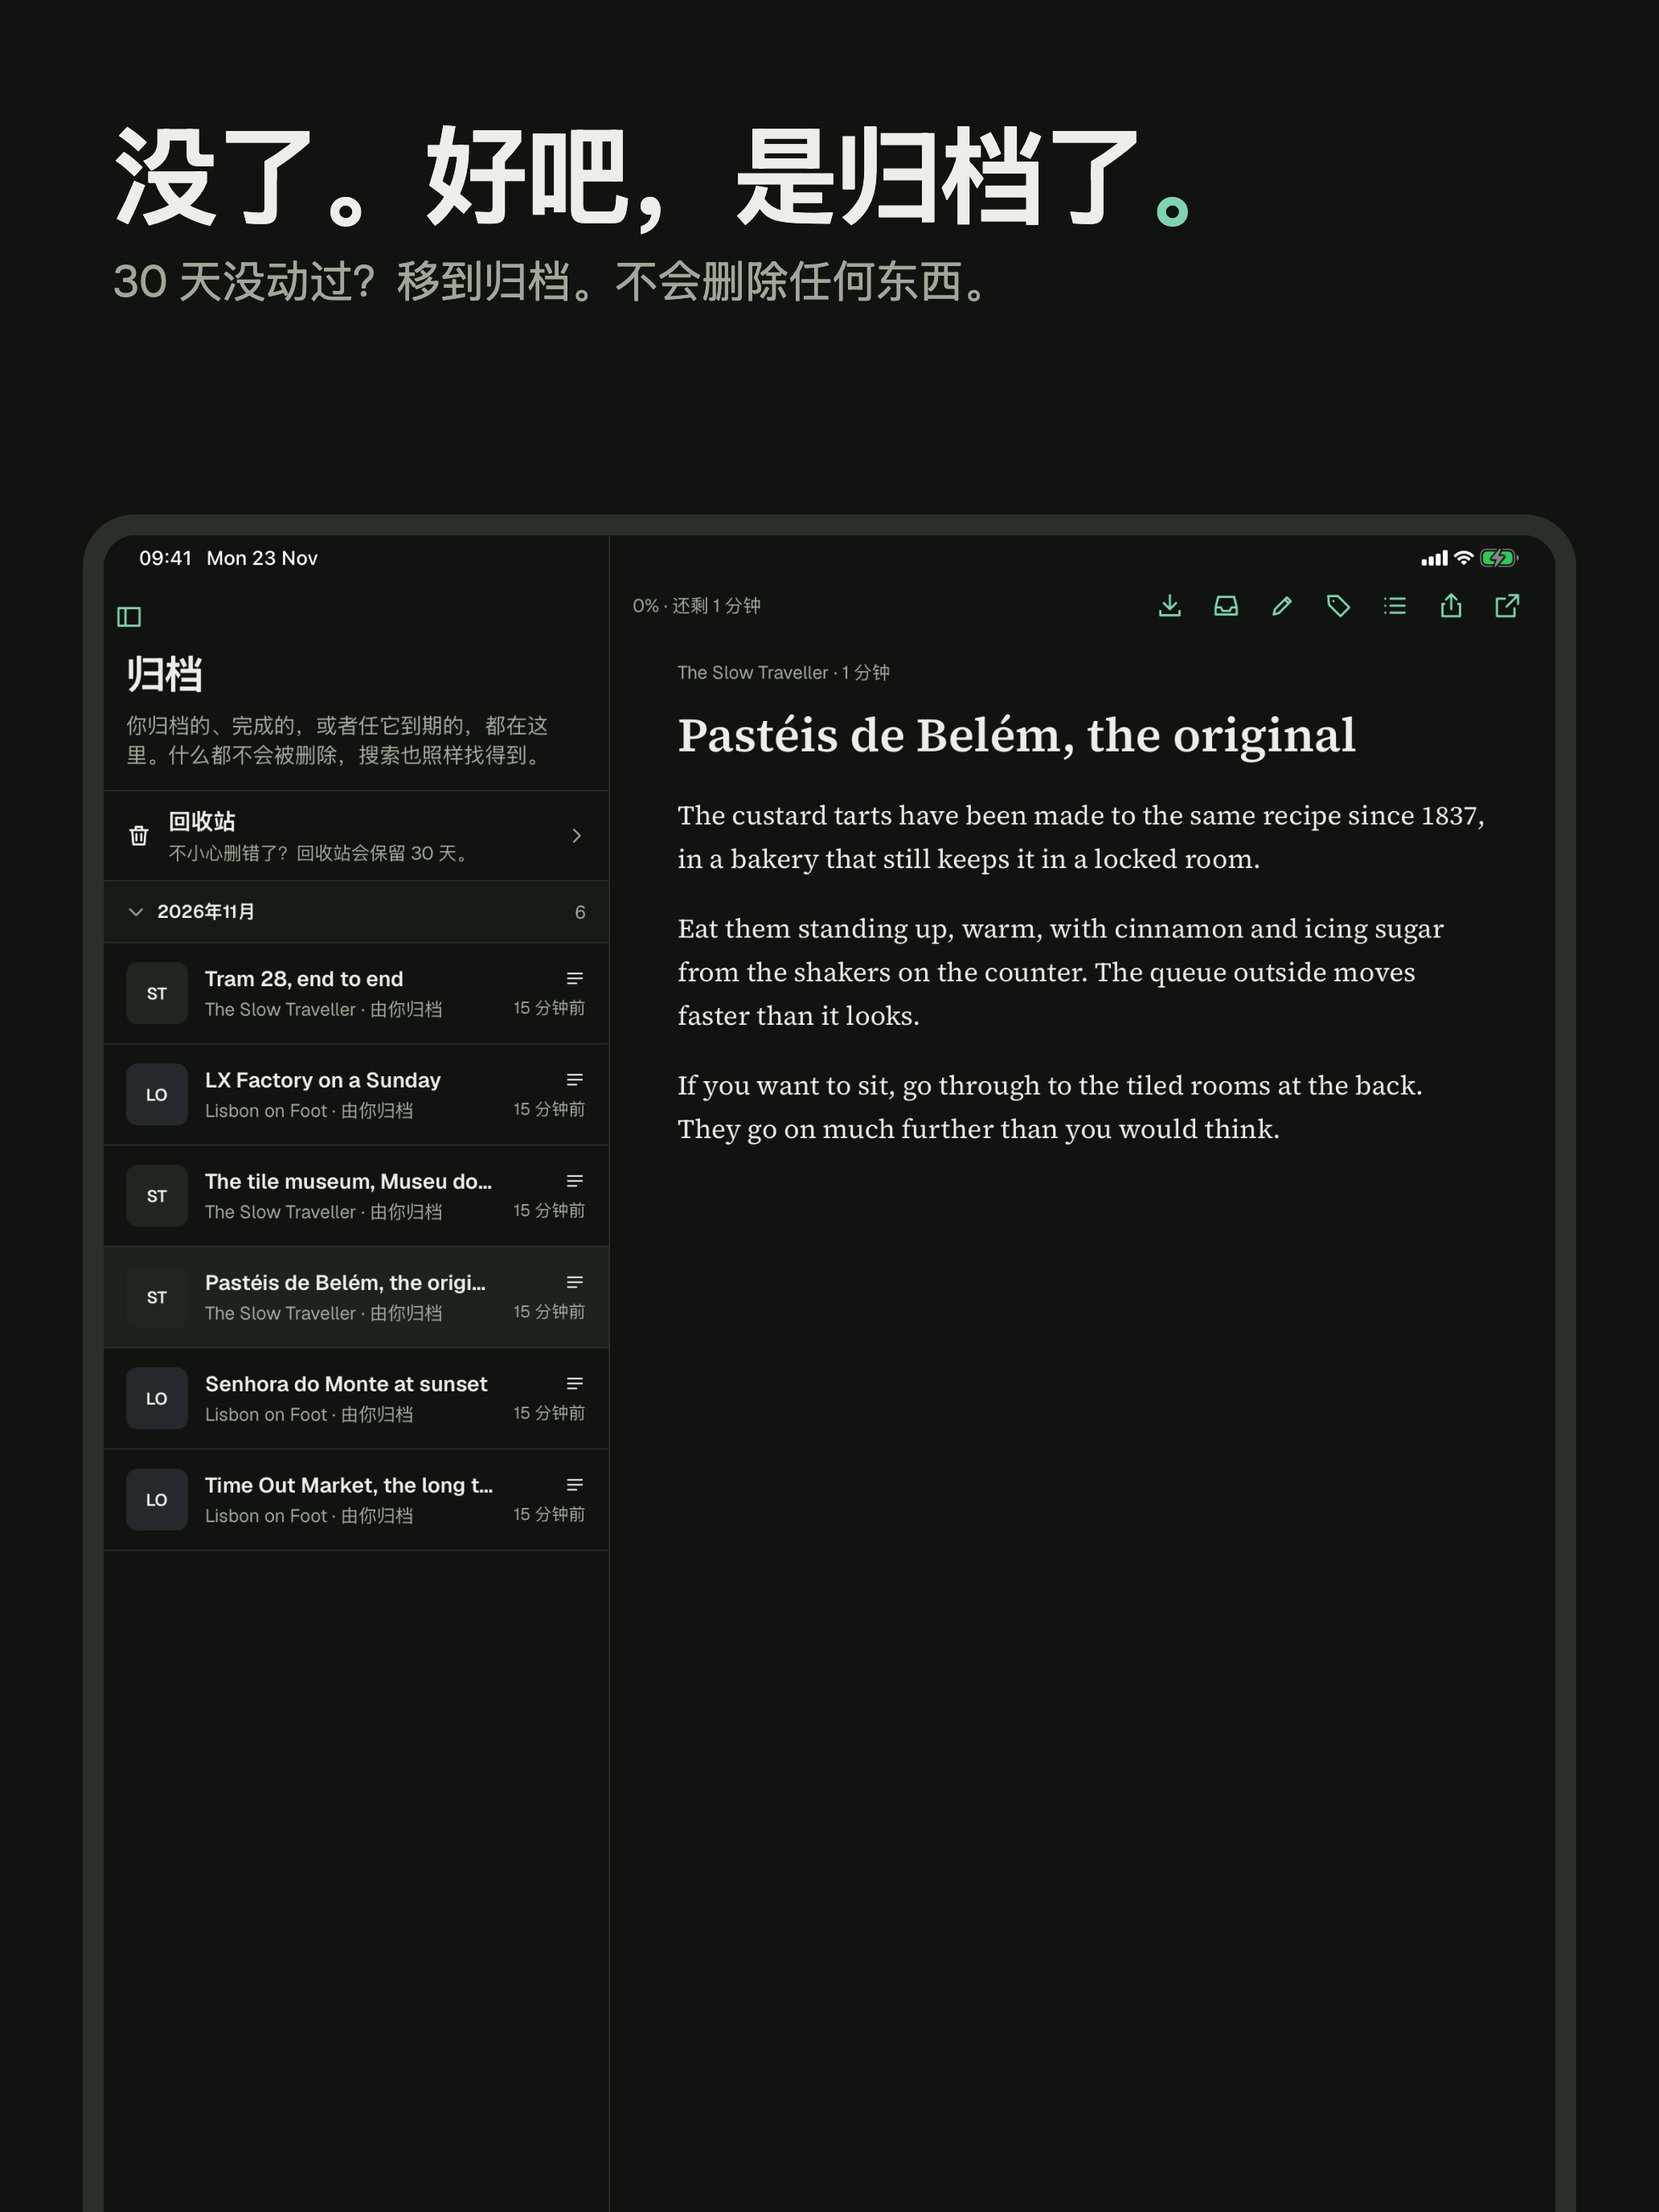 没了。好吧，是归档了。
30 天没动过？移到归档。不会删除任何东西。
09:41 Mon 23 Nov
归档
你归档的、完成的，或者任它到期的，都在这
里。什么都不会被删除，搜索也照样找得到。
回收站
不小心删错了？回收站会保留 30 天。
2026年11月 6
ST
Tram 28, end to end
The Slow Traveller · 由你归档 15 分钟前
LO
LX Factory on a Sunday
Lisbon on Foot · 由你归档 15 分钟前
ST
The tile museum, Museu do...
The Slow Traveller · 由你归档 15 分钟前
ST
Pastéis de Belém, the origi...
The Slow Traveller · 由你归档 15 分钟前
LO
Senhora do Monte at sunset
Lisbon on Foot · 由你归档 15 分钟前
LO
Time Out Market, the long t...
Lisbon on Foot · 由你归档 15 分钟前
0% · 还剩 1 分钟
The Slow Traveller · 1 分钟
Pastéis de Belém, the original
The custard tarts have been made to the same recipe since 1837,
in a bakery that still keeps it in a locked room.
Eat them standing up, warm, with cinnamon and icing sugar
from the shakers on the counter. The queue outside moves
faster than it looks.
If you want to sit, go through to the tiled rooms at the back.
They go on much further than you would think.